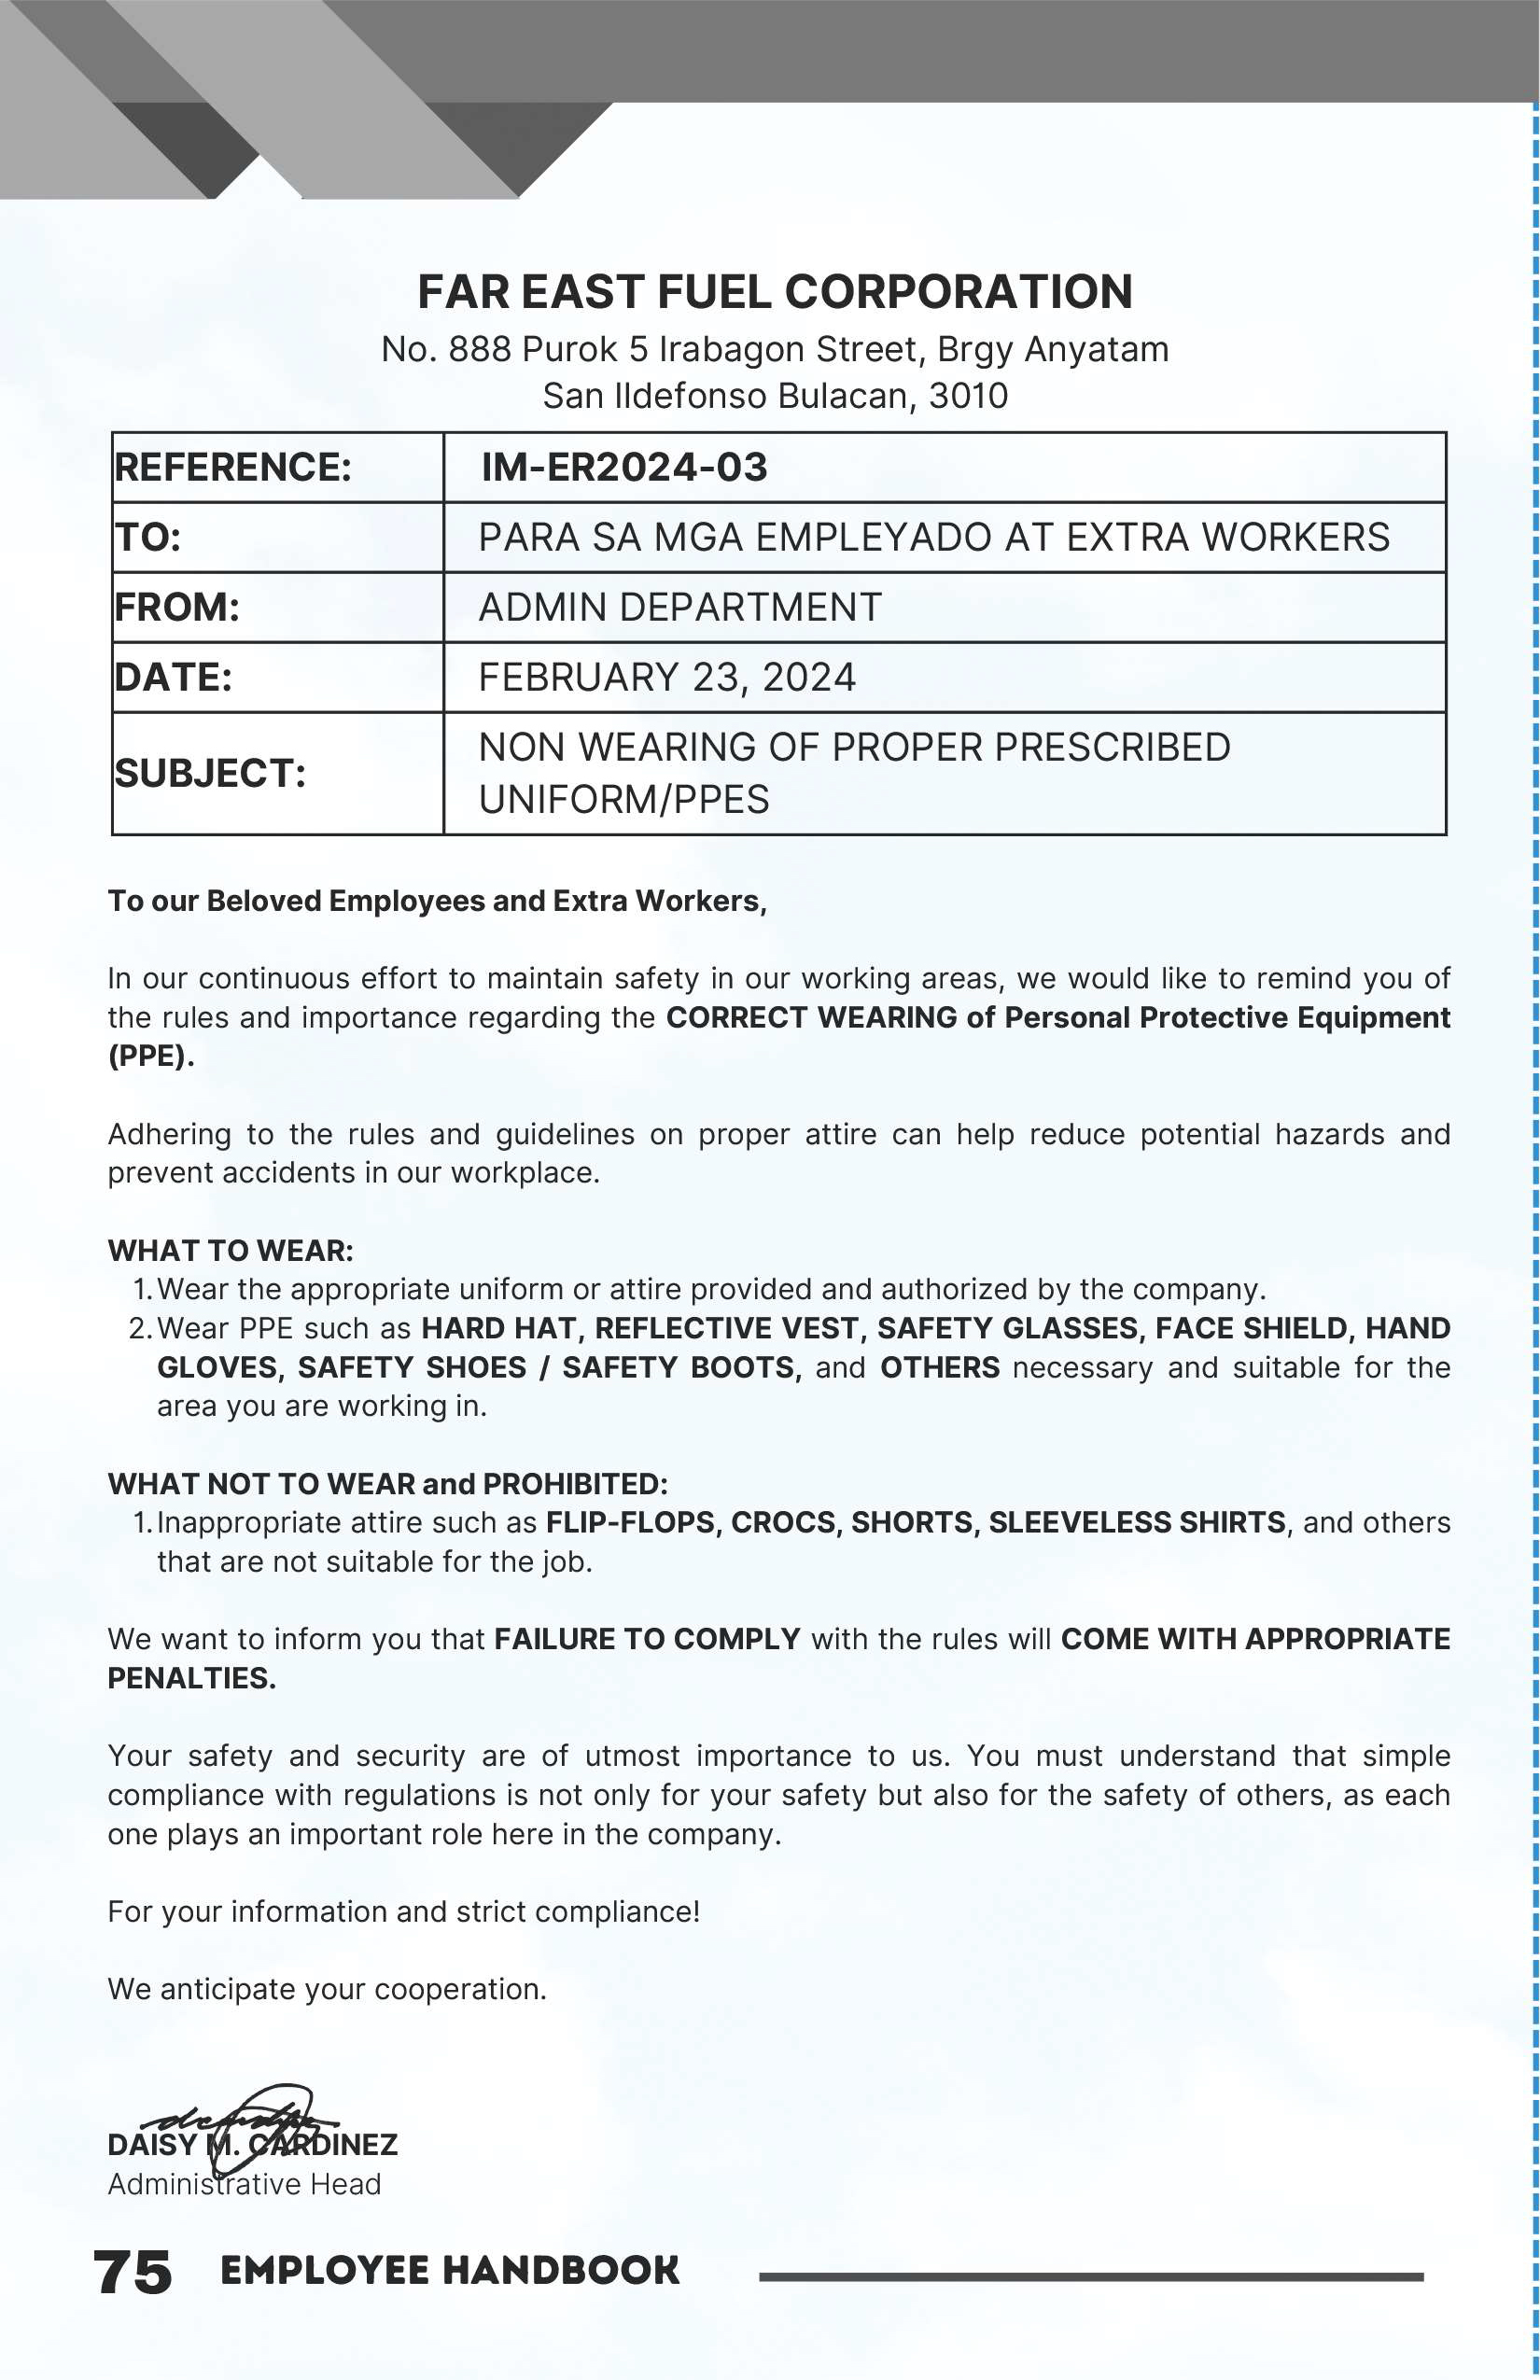 FAR EAST FUEL CORPORATION
No. 888 Purok 5 Irabagon Street, Brgy Anyatam
San Ildefonso Bulacan, 3010
REFERENCE: IM-ER2024-03
TO: PARA SA MGA EMPLEYADO AT EXTRA WORKERS
FROM: ADMIN DEPARTMENT
DATE: FEBRUARY 23, 2024
SUBJECT: NON WEARING OF PROPER PRESCRIBED
UNIFORM/PPES
To our Beloved Employees and Extra Workers,
In our continuous effort to maintain safety in our working areas, we would like to remind you of
the rules and importance regarding the CORRECT WEARING of Personal Protective Equipment
(PPE).
Adhering to the rules and guidelines on proper attire can help reduce potential hazards and
prevent accidents in our workplace.
WHAT TO WEAR:
1. Wear the appropriate uniform or attire provided and authorized by the company.
2. Wear PPE such as HARD HAT, REFLECTIVE VEST, SAFETY GLASSES, FACE SHIELD, HAND
GLOVES, SAFETY SHOES / SAFETY BOOTS, and OTHERS necessary and suitable for the
area you are working in.
WHAT NOT TO WEAR and PROHIBITED:
1. Inappropriate attire such as FLIP-FLOPS, CROCS, SHORTS, SLEEVELESS SHIRTS, and others
that are not suitable for the job.
We want to inform you that FAILURE TO COMPLY with the rules will COME WITH APPROPRIATE
PENALTIES.
Your safety and security are of utmost importance to us. You must understand that simple
compliance with regulations is not only for your safety but also for the safety of others, as each
one plays an important role here in the company.
For your information and strict compliance!
We anticipate your cooperation.
DAISY M. CARDINEZ
Administrative Head
75 EMPLOYEE HANDBOOK